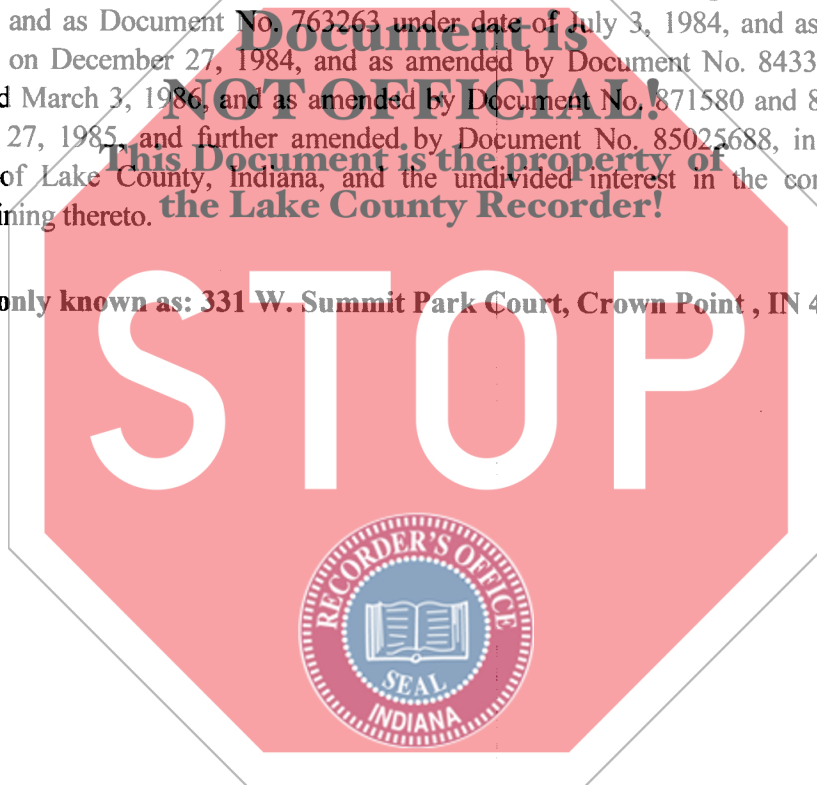 and as Document No. 763263 under date of July 3, 1984, and as
Document is
on December 27, 1984, and as amended by Document No. 8433
NOT OFFICIAL!
d March 3, 1986, and as amended by Document No. 871580 and 8
27, 1985, and further amended by Document No. 85025688, in
This Document is the property of
of Lake County, Indiana, and the undivided interest in the co
the Lake County Recorder!
ining thereto.
only known as: 331 W. Summit Park Court, Crown Point , IN 4
STOP
RECORDER'S OFFICE
SEAL
INDIANA